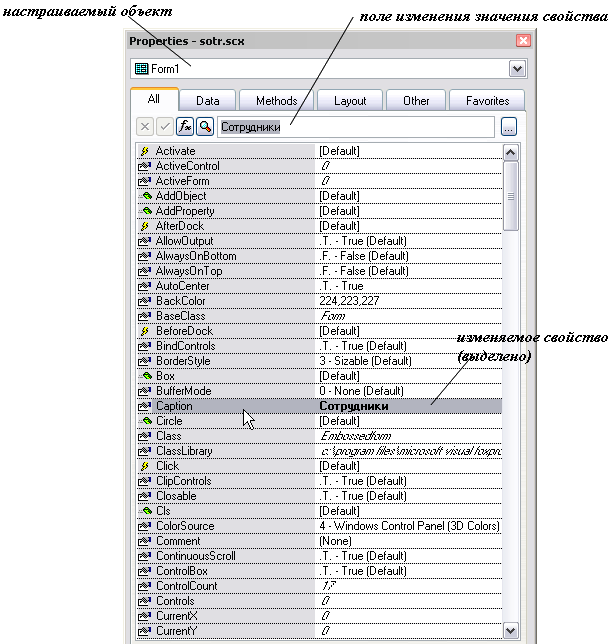 настраиваемый объект
поле изменения значения свойства
Properties - sotr.scx
Form1
All Data Methods Layout Other Favorites
fx Сотрудники ...
Activate [Default]
ActiveControl 0
ActiveForm 0
AddObject [Default]
AddProperty [Default]
AfterDock [Default]
AllowOutput .T. - True (Default)
AlwaysOnBottom .F. - False (Default)
AlwaysOnTop .F. - False (Default)
AutoCenter .T. - True
BackColor 224,223,227
BaseClass Form
BeforeDock [Default]
изменяемое свойство
BindControls .T. - True (Default)
(выделено)
BorderStyle 3 - Sizable (Default)
Box [Default]
BufferMode 0 - None (Default)
Caption Сотрудники
Circle [Default]
Class Embossedform
ClassLibrary c:\program files\microsoft visual foxpro
Click [Default]
ClipControls .T. - True (Default)
Closable .T. - True (Default)
Cls [Default]
ColorSource 4 - Windows Control Panel (3D Colors)
Comment (None)
ContinuousScroll .T. - True (Default)
ControlBox .T. - True (Default)
ControlCount 17
Controls 0
CurrentX 0
CurrentY 0